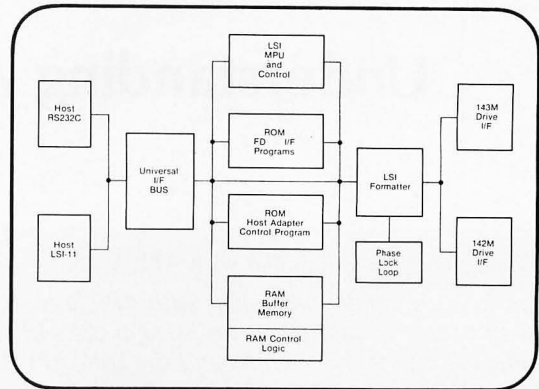 Understanding
Host
RS232C
Host
LSI-11
Universal
I/F
BUS
LSI
MPU
and
Control
ROM
FD I/F
Programs
ROM
Host Adapter
Control Program
RAM
Buffer
Memory
RAM Control
Logic
LSI
Formatter
Phase
Lock
Loop
143M
Drive
I/F
142M
Drive
I/F